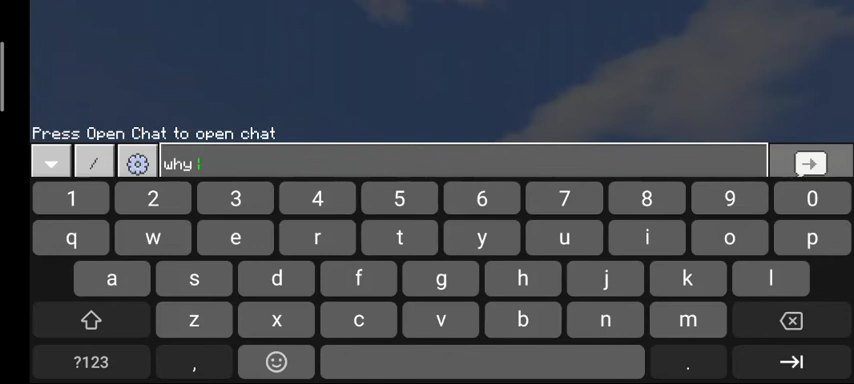 Press Open Chat to open chat
/ why
1 2 3 4 5 6 7 8 9 0
q w e r t y u i o p
a s d f g h j k l
z x c v b n m
?123 , .